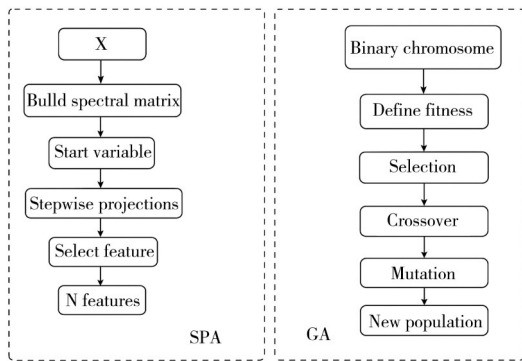 X
Bulld spectral matrix
Start variable
Stepwise projections
Select feature
N features
SPA
Binary chromosome
Define fitness
Selection
Crossover
Mutation
New population
GA